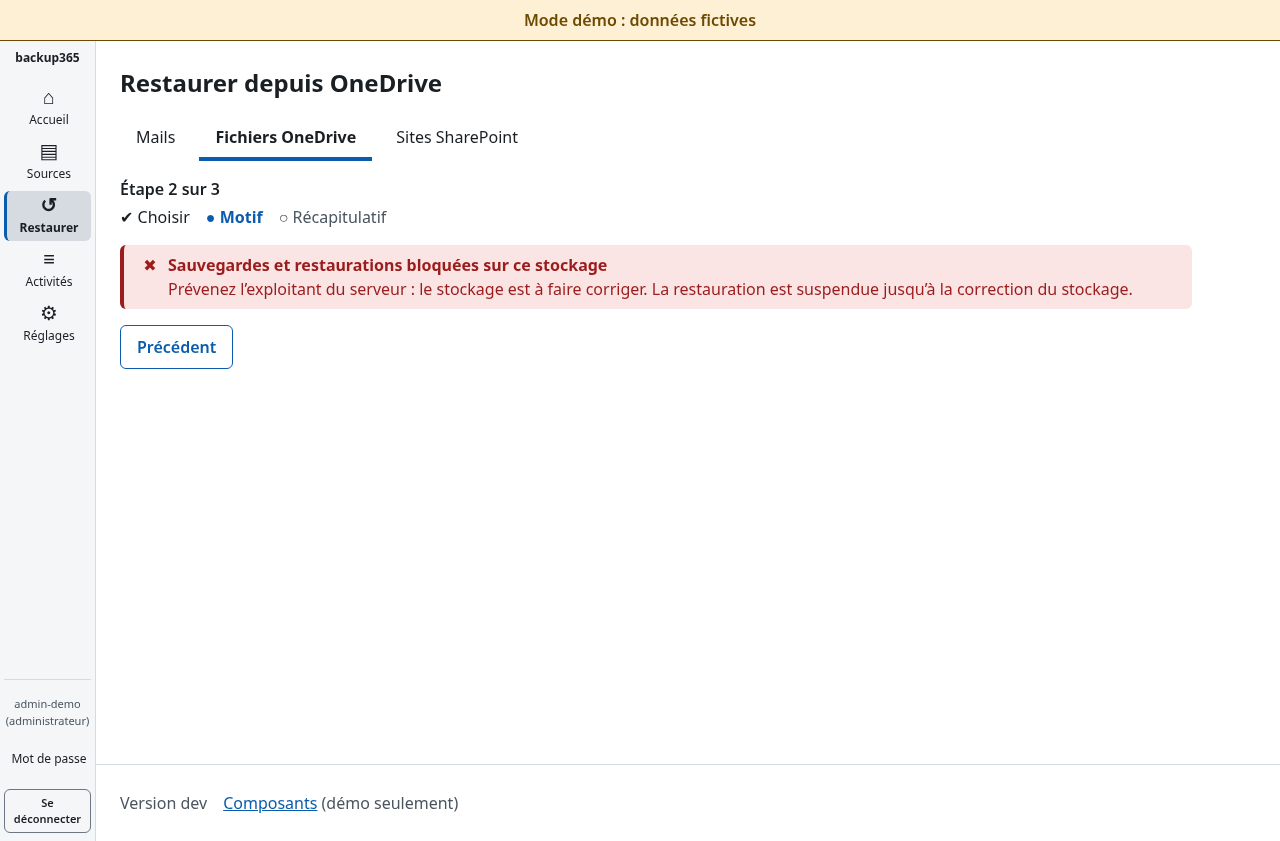 Mode démo : données fictives
backup365
Accueil
Sources
Restaurer
Activités
Réglages
admin-demo
(administrateur)
Mot de passe
Se
déconnecter
Restaurer depuis OneDrive
Mails Fichiers OneDrive Sites SharePoint
Étape 2 sur 3
✔ Choisir ● Motif ○ Récapitulatif
✖ Sauvegardes et restaurations bloquées sur ce stockage
Prévenez l’exploitant du serveur : le stockage est à faire corriger. La restauration est suspendue jusqu’à la correction du stockage.
Précédent
Version dev Composants (démo seulement)